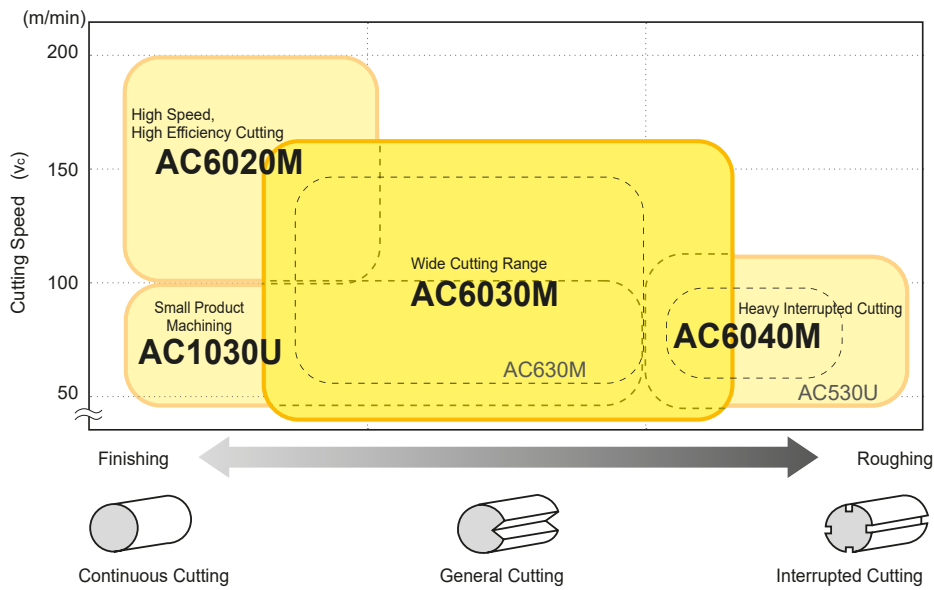 (m/min)
200
150
100
50
Cutting Speed (vc)
High Speed,
High Efficiency Cutting
AC6020M
Wide Cutting Range
AC6030M
Small Product
Machining
AC1030U
Heavy Interrupted Cutting
AC6040M
AC630M
AC530U
Finishing
Roughing
Continuous Cutting
General Cutting
Interrupted Cutting